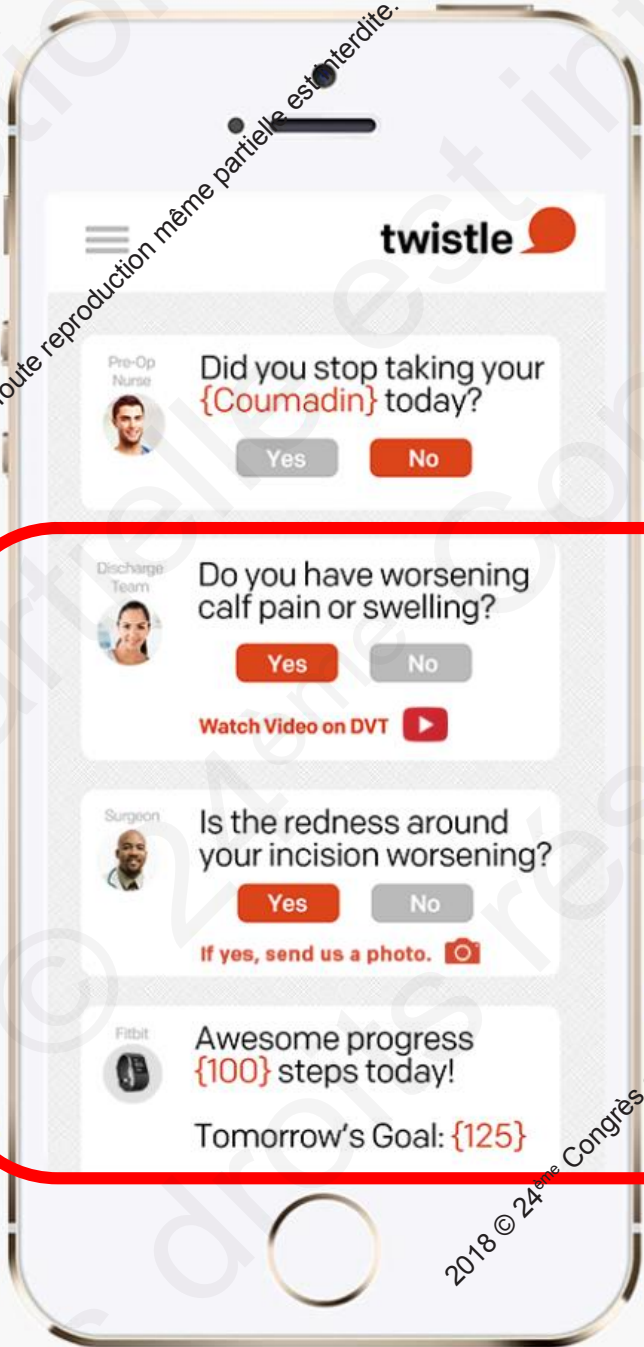 Toute reproduction même partielle est interdite.
twistle
Pre-Op
Nurse
Did you stop taking your
{Coumadin} today?
Yes No
Discharge
Team
Do you have worsening
calf pain or swelling?
Yes No
Watch Video on DVT
Surgeon
Is the redness around
your incision worsening?
Yes No
If yes, send us a photo.
Fitbit
Awesome progress
{100} steps today!
Tomorrow's Goal: {125}
2018 © 24ème Congrès